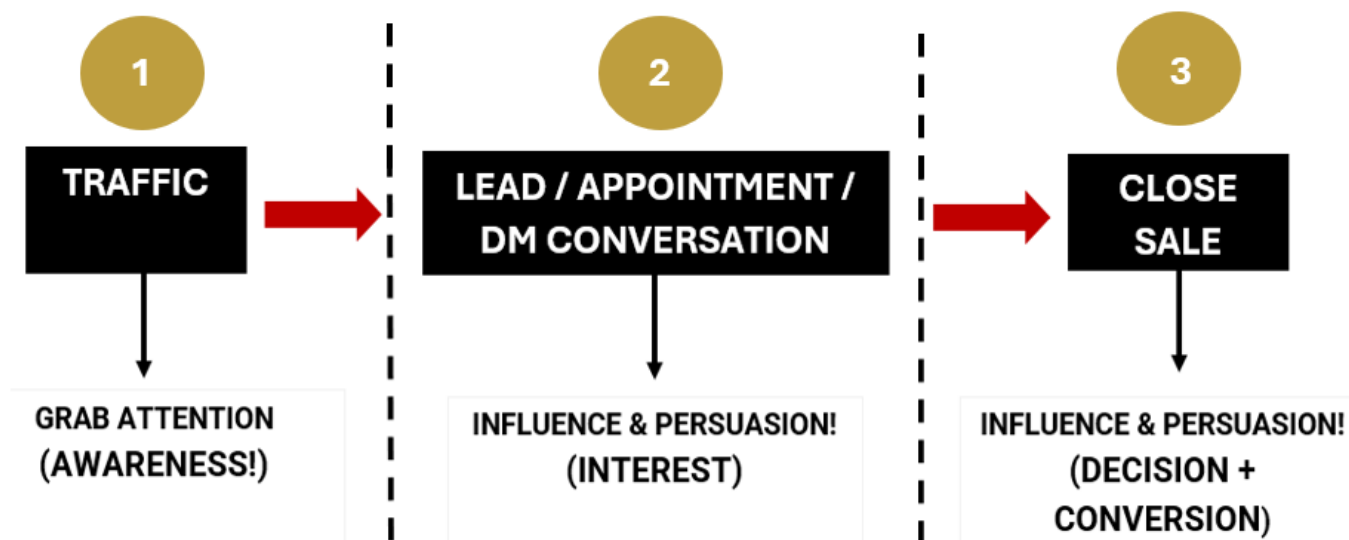 1
TRAFFIC
GRAB ATTENTION
(AWARENESS!)
2
LEAD / APPOINTMENT /
DM CONVERSATION
INFLUENCE & PERSUASION!
(INTEREST)
3
CLOSE
SALE
INFLUENCE & PERSUASION!
(DECISION +
CONVERSION)